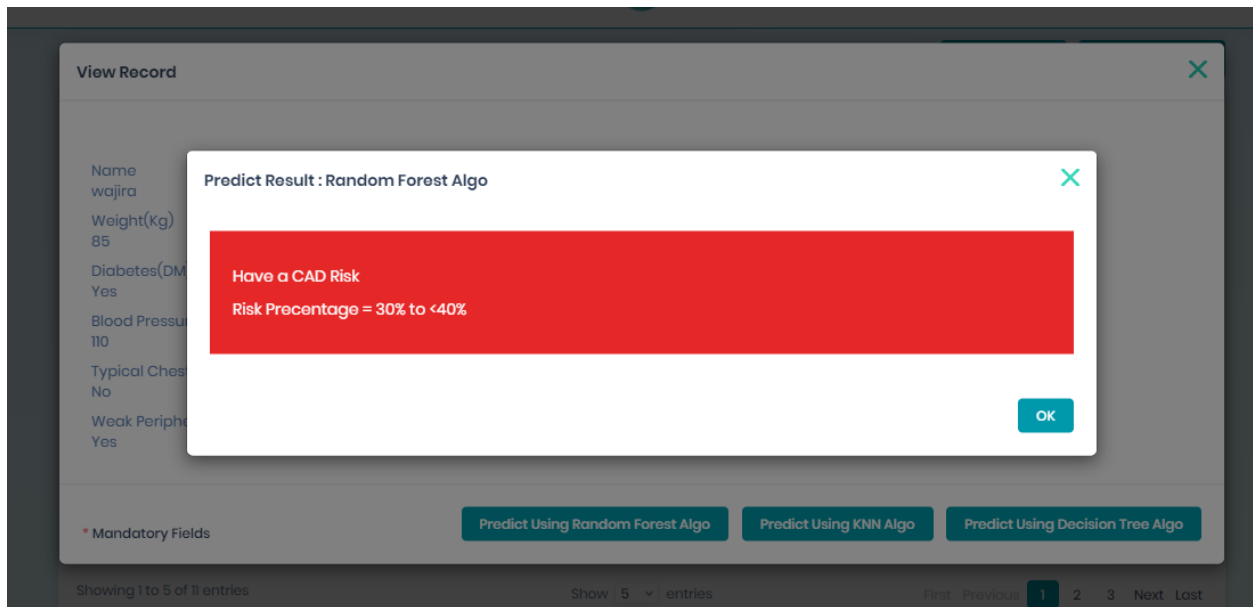 View Record
Name
wajira
Predict Result : Random Forest Algo
Weight(Kg)
85
Diabetes(DM
Yes
Have a CAD Risk
Risk Precentage = 30% to <40%
Blood Pressu
110
Typical Ches
No
Weak Periphe
Yes
OK
* Mandatory Fields
Predict Using Random Forest Algo Predict Using KNN Algo Predict Using Decision Tree Algo
Showing 1 to 5 of 11 entries Show 5 entries First Previous 1 2 3 Next Last